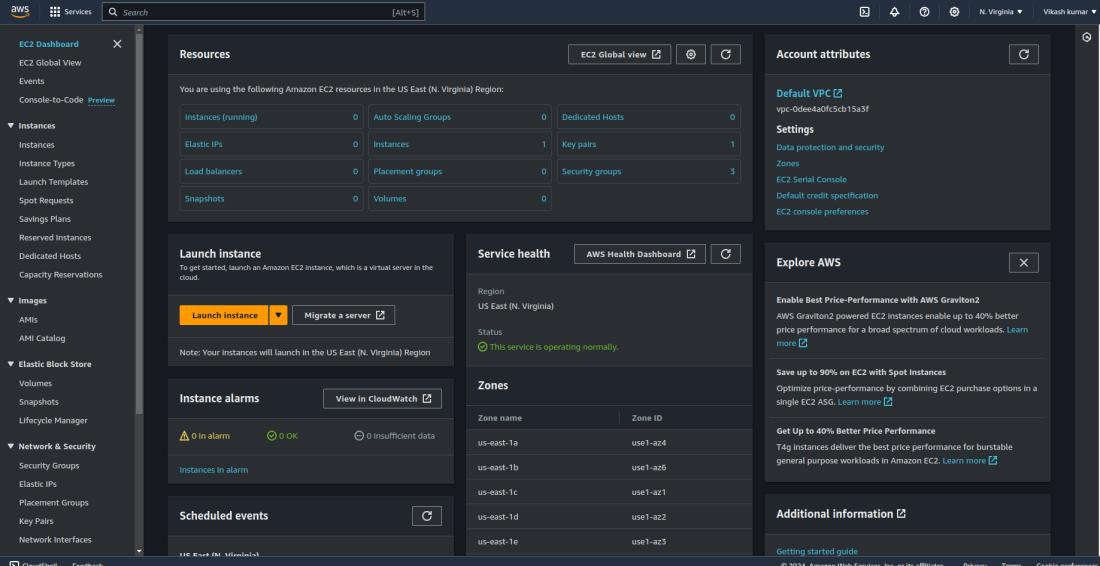 aws Services Search [Alt+S] N. Virginia ▼ Vikash kumar ▼
EC2 Dashboard
EC2 Global View
Events
Console-to-Code Preview
▼ Instances
Instances
Instance Types
Launch Templates
Spot Requests
Savings Plans
Reserved Instances
Dedicated Hosts
Capacity Reservations
▼ Images
AMIs
AMI Catalog
▼ Elastic Block Store
Volumes
Snapshots
Lifecycle Manager
▼ Network & Security
Security Groups
Elastic IPs
Placement Groups
Key Pairs
Network Interfaces
Resources
EC2 Global view
You are using the following Amazon EC2 resources in the US East (N. Virginia) Region:
Instances (running) 0 Auto Scaling Groups 0 Dedicated Hosts 0
Elastic IPs 0 Instances 1 Key pairs 1
Load balancers 0 Placement groups 0 Security groups 3
Snapshots 0 Volumes 0
Launch instance
To get started, launch an Amazon EC2 instance, which is a virtual server in the
cloud.
Launch instance ▼ Migrate a server
Note: Your instances will launch in the US East (N. Virginia) Region
Instance alarms
View in CloudWatch
0 in alarm 0 OK 0 Insufficient data
Instances in alarm
Scheduled events
US East (N. Virginia)
Service health
AWS Health Dashboard
Region
US East (N. Virginia)
Status
This service is operating normally.
Zones
Zone name Zone ID
us-east-1a use1-az4
us-east-1b use1-az6
us-east-1c use1-az1
us-east-1d use1-az2
us-east-1e use1-az3
Account attributes
Default VPC
vpc-0dee4a0fc5cb15a3f
Settings
Data protection and security
Zones
EC2 Serial Console
Default credit specification
EC2 console preferences
Explore AWS
Enable Best Price-Performance with AWS Graviton2
AWS Graviton2 powered EC2 instances enable up to 40% better
price performance for a broad spectrum of cloud workloads. Learn
more
Save up to 90% on EC2 with Spot Instances
Optimize price-performance by combining EC2 purchase options in a
single EC2 ASG. Learn more
Get Up to 40% Better Price Performance
T4g instances deliver the best price performance for burstable
general purpose workloads in Amazon EC2. Learn more
Additional information
Getting started guide
CloudShell Feedback © 2024, Amazon Web Services, Inc. or its affiliates. Privacy Terms Cookie preferences